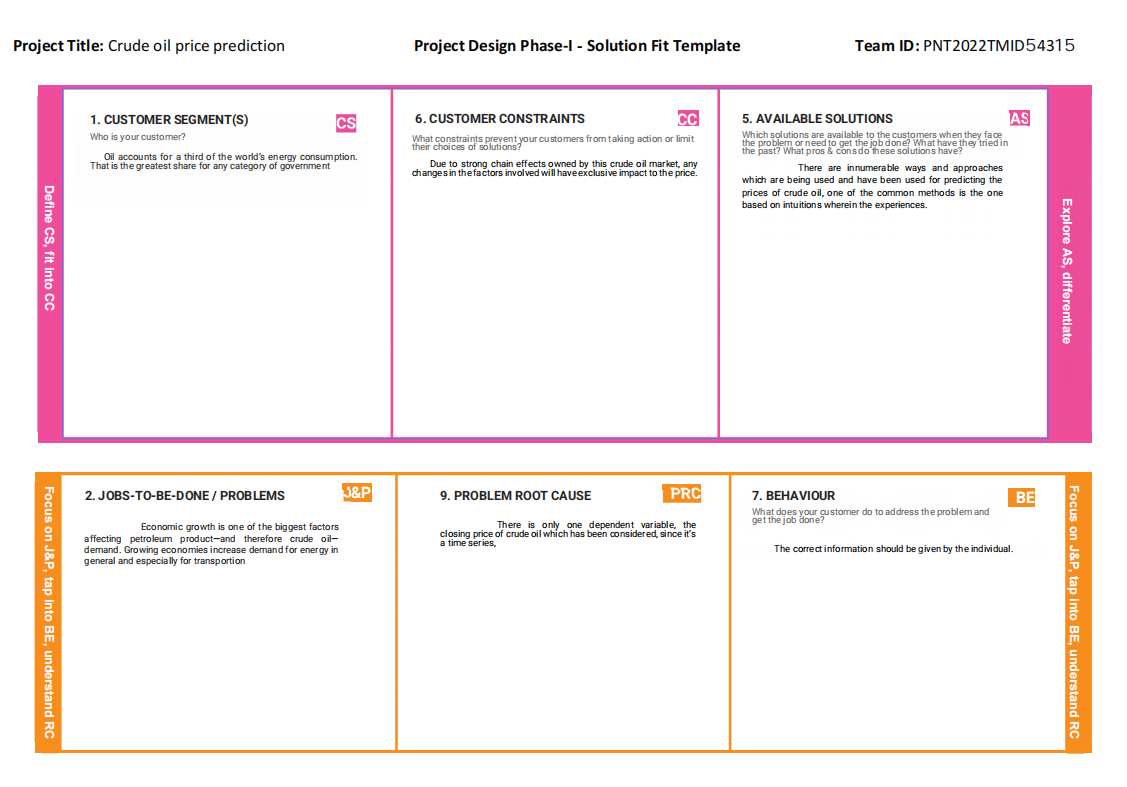 Project Title: Crude oil price prediction
Project Design Phase-I - Solution Fit Template
Team ID: PNT2022TMID54315
Define CS, fit into CC
1. CUSTOMER SEGMENT(S)
CS
Who is your customer?
Oil accounts for a third of the world's energy consumption.
That is the greatest share for any category of government
6. CUSTOMER CONSTRAINTS
CC
What constraints prevent your customers from taking action or limit
their choices of solutions?
Due to strong chain effects owned by this crude oil market, any
changes in the factors involved will have exclusive impact to the price.
5. AVAILABLE SOLUTIONS
AS
Which solutions are available to the customers when they face
the problem or need to get the job done? What have they tried in
the past? What pros & cons do these solutions have?
There are innumerable ways and approaches
which are being used and have been used for predicting the
prices of crude oil, one of the common methods is the one
based on intuitions wherein the experiences.
Explore AS, differentiate
Focus on J&P, tap into BE, understand RC
2. JOBS-TO-BE-DONE / PROBLEMS
J&P
Economic growth is one of the biggest factors
affecting petroleum product—and therefore crude oil—
demand. Growing economies increase demand for energy in
general and especially for transportion
9. PROBLEM ROOT CAUSE
PRC
There is only one dependent variable, the
closing price of crude oil which has been considered, since it's
a time series,
7. BEHAVIOUR
BE
What does your customer do to address the problem and
get the job done?
The correct information should be given by the individual.
Focus on J&P, tap into BE, understand RC